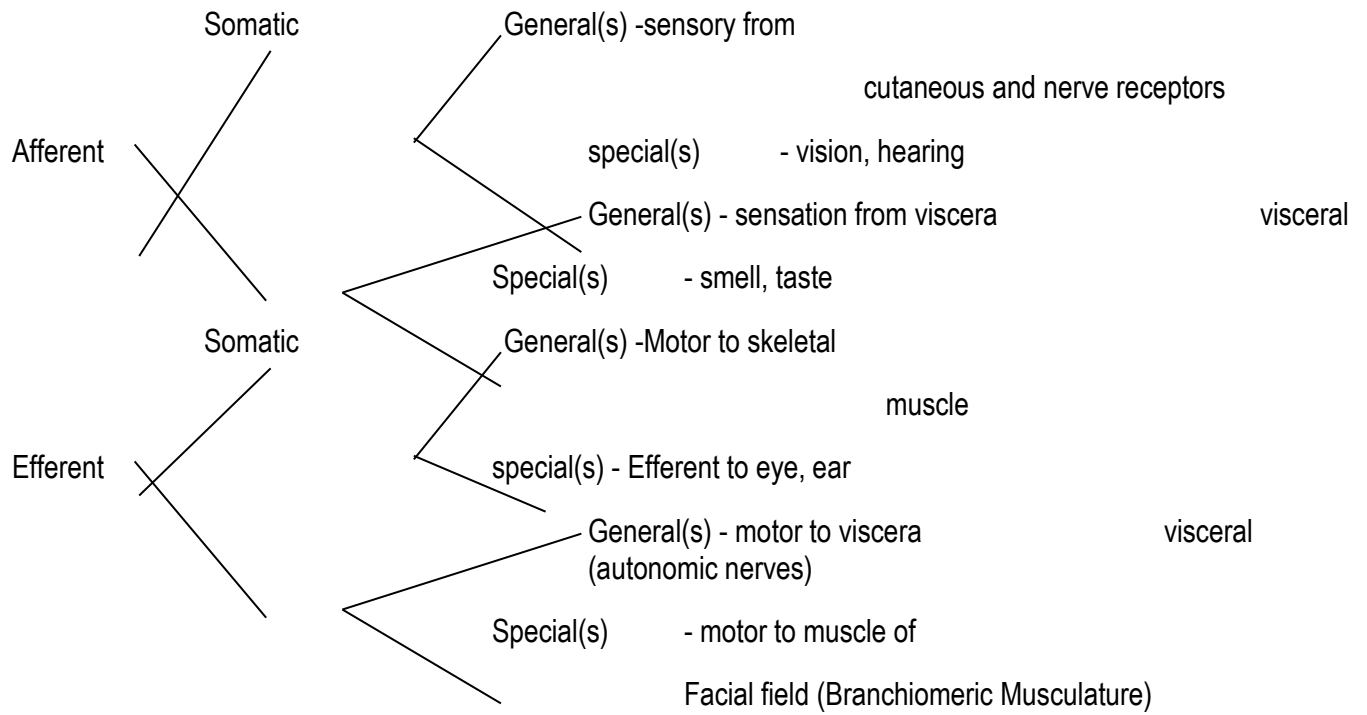 Somatic General(s) -sensory from
cutaneous and nerve receptors
Afferent special(s) - vision, hearing
General(s) - sensation from viscera visceral
Special(s) - smell, taste
Somatic General(s) -Motor to skeletal
muscle
Efferent special(s) - Efferent to eye, ear
General(s) - motor to viscera visceral
(autonomic nerves)
Special(s) - motor to muscle of
Facial field (Branchiomeric Musculature)